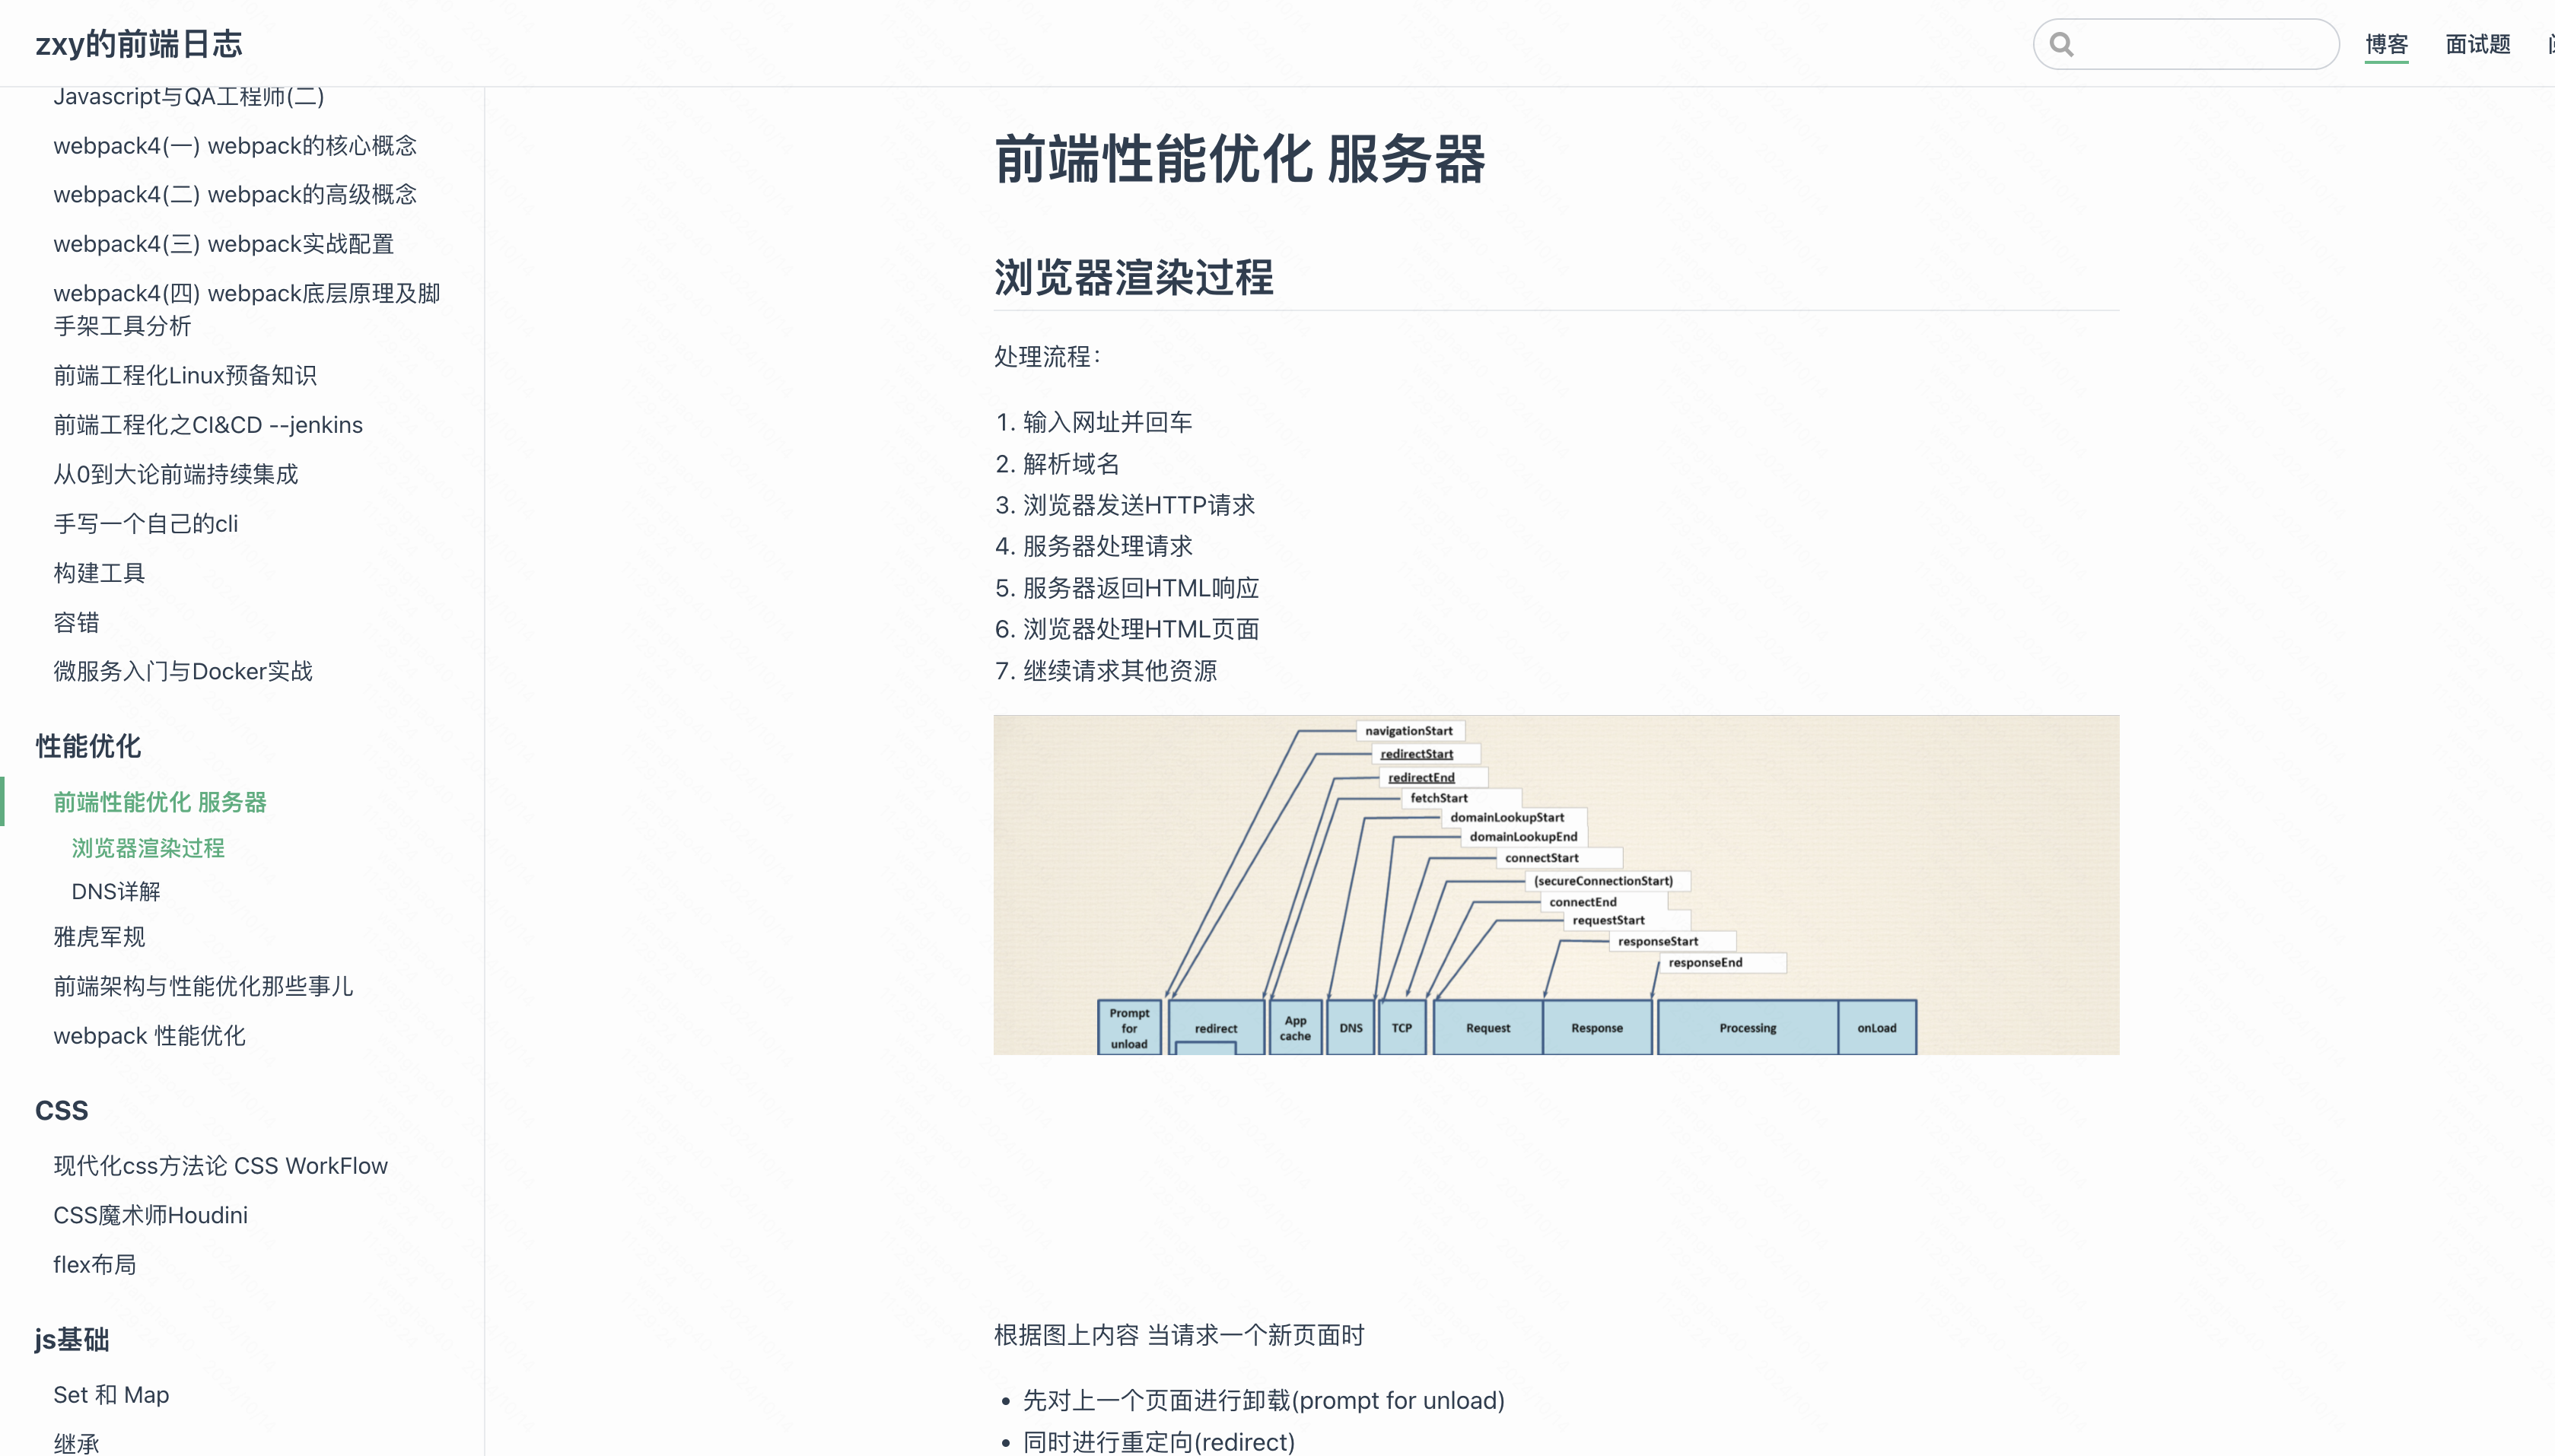 zxy的前端日志
博客
面试题
Javascript与QA工程师(二)
webpack4(一) webpack的核心概念
webpack4(二) webpack的高级概念
webpack4(三) webpack实战配置
webpack4(四) webpack底层原理及脚
手架工具分析
前端工程化Linux预备知识
前端工程化之CI&CD --jenkins
从0到大论前端持续集成
手写一个自己的cli
构建工具
容错
微服务入门与Docker实战
性能优化
前端性能优化 服务器
浏览器渲染过程
DNS详解
雅虎军规
前端架构与性能优化那些事儿
webpack 性能优化
CSS
现代化css方法论 CSS WorkFlow
CSS魔术师Houdini
flex布局
js基础
Set 和 Map
继承
前端性能优化 服务器
浏览器渲染过程
处理流程：
1. 输入网址并回车
2. 解析域名
3. 浏览器发送HTTP请求
4. 服务器处理请求
5. 服务器返回HTML响应
6. 浏览器处理HTML页面
7. 继续请求其他资源
navigationStart
redirectStart
redirectEnd
fetchStart
domainLookupStart
domainLookupEnd
connectStart
(secureConnectionStart)
connectEnd
requestStart
responseStart
responseEnd
Prompt
for
unload
redirect
App
cache
DNS
TCP
Request
Response
Processing
onLoad
根据图上内容 当请求一个新页面时
• 先对上一个页面进行卸载(prompt for unload)
• 同时进行重定向(redirect)